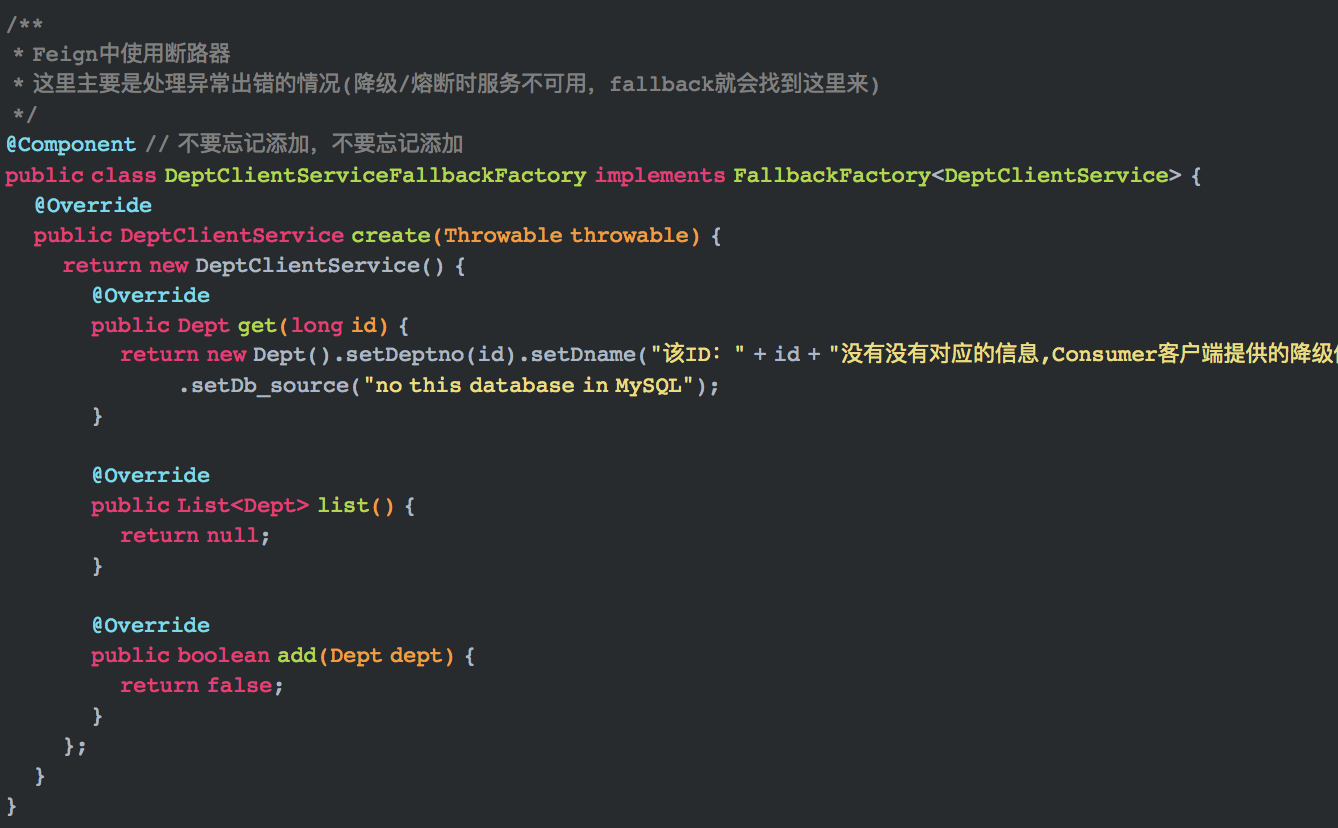 /**
 * Feign中使用断路器
 * 这里主要是处理异常出错的情况(降级/熔断时服务不可用，fallback就会找到这里来)
 */
@Component // 不要忘记添加，不要忘记添加
public class DeptClientServiceFallbackFactory implements FallbackFactory<DeptClientService> {
  @Override
  public DeptClientService create(Throwable throwable) {
    return new DeptClientService() {
      @Override
      public Dept get(long id) {
        return new Dept().setDeptno(id).setDname("该ID：" + id + "没有没有对应的信息,Consumer客户端提供的降级
            .setDb_source("no this database in MySQL");
      }

      @Override
      public List<Dept> list() {
        return null;
      }

      @Override
      public boolean add(Dept dept) {
        return false;
      }
    };
  }
}